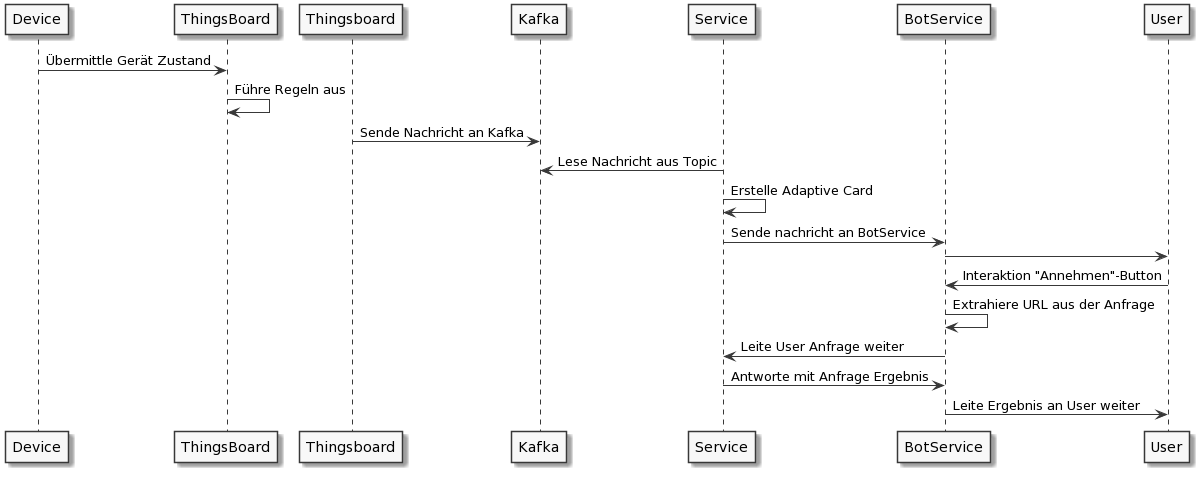 Device ThingsBoard Thingsboard Kafka Service BotService User
Übermittle Gerät Zustand
Führe Regeln aus
Sende Nachricht an Kafka
Lese Nachricht aus Topic
Erstelle Adaptive Card
Sende nachricht an BotService
Interaktion "Annehmen"-Button
Extrahiere URL aus der Anfrage
Leite User Anfrage weiter
Antworte mit Anfrage Ergebnis
Leite Ergebnis an User weiter
Device ThingsBoard Thingsboard Kafka Service BotService User